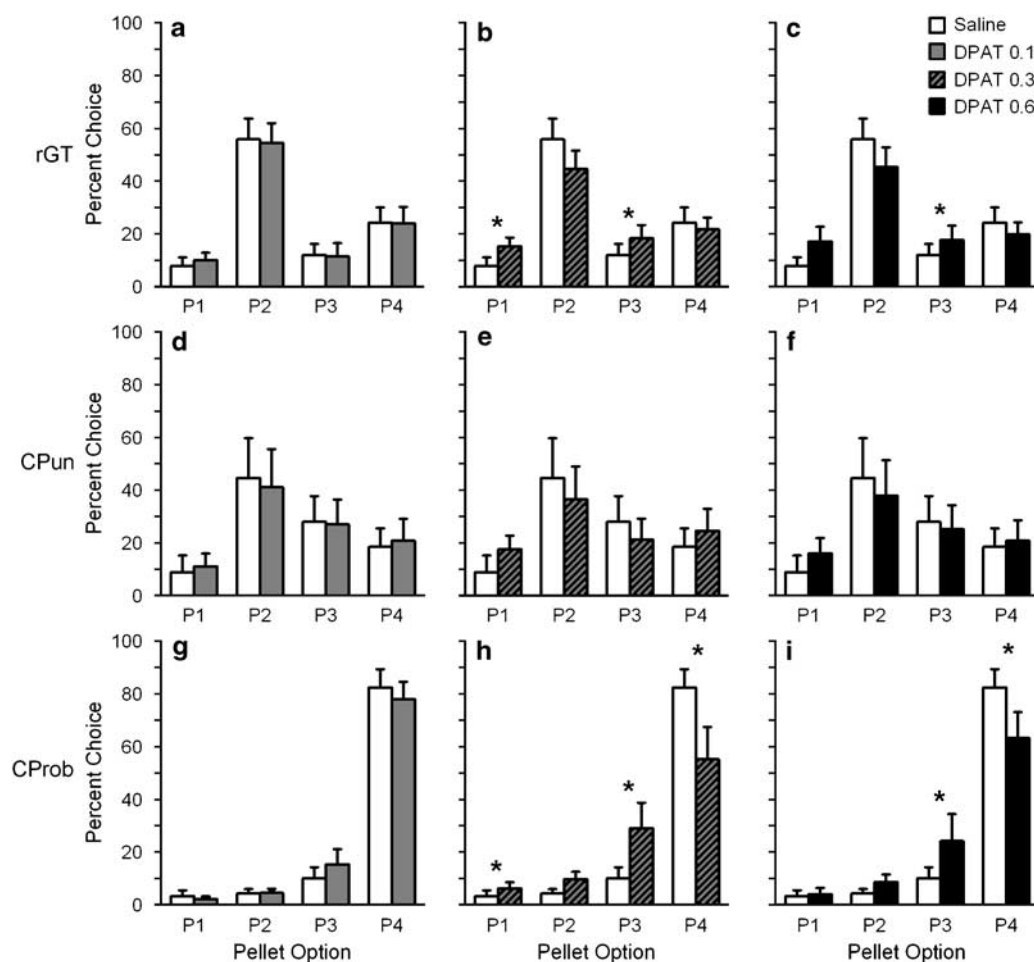 a
b
c
Saline
DPAT 0.1
DPAT 0.3
DPAT 0.6
rGT
Percent Choice
100
80
60
40
20
0
*
*
*
P1 P2 P3 P4
P1 P2 P3 P4
P1 P2 P3 P4
d
e
f
CPun
Percent Choice
100
80
60
40
20
0
P1 P2 P3 P4
P1 P2 P3 P4
P1 P2 P3 P4
g
h
i
CProb
Percent Choice
100
80
60
40
20
0
*
*
*
*
*
P1 P2 P3 P4
P1 P2 P3 P4
P1 P2 P3 P4
Pellet Option
Pellet Option
Pellet Option